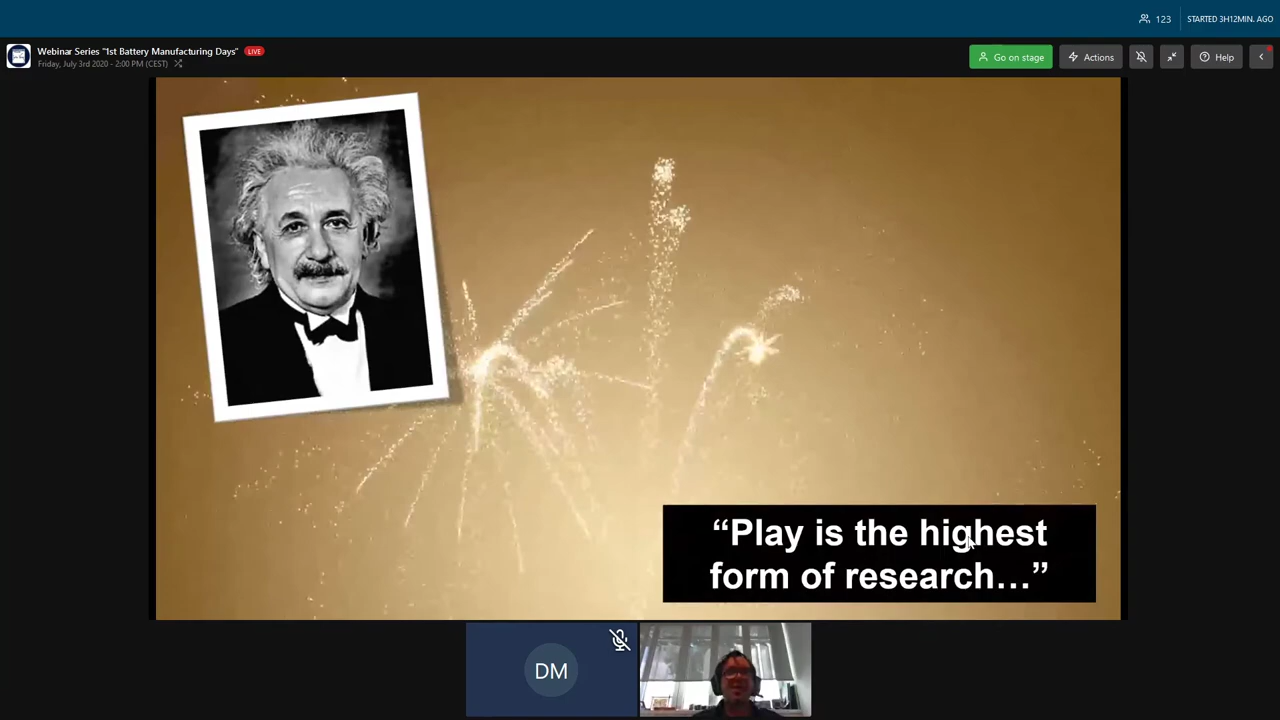 123
STARTED 3H12MIN. AGO
Webinar Series "1st Battery Manufacturing Days" LIVE
Friday, July 3rd 2020 - 2:00 PM (CEST)
Go on stage
Actions
Help
“Play is the highest
form of research…”
DM